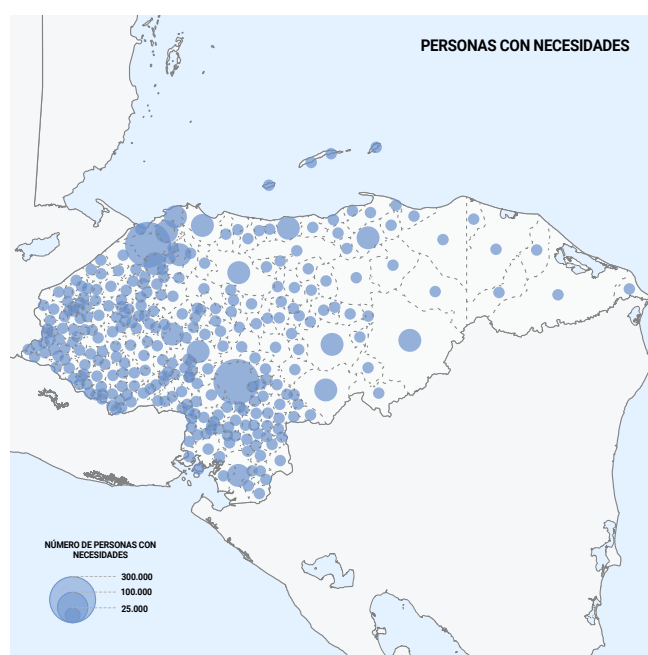 PERSONAS CON NECESIDADES
NÚMERO DE PERSONAS CON
NECESIDADES
300.000
100.000
25.000